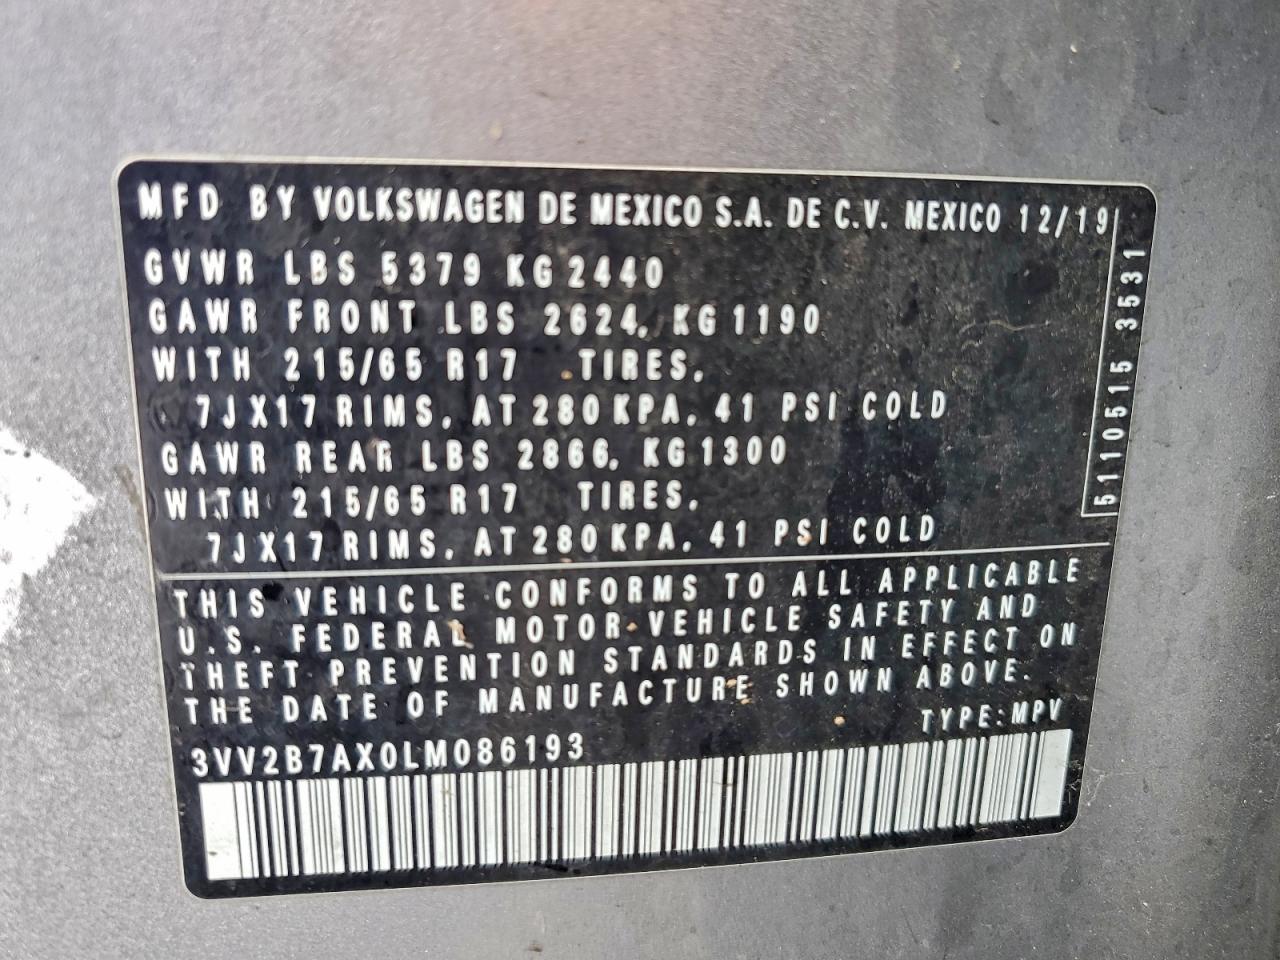 MFD BY VOLKSWAGEN DE MEXICO S.A. DE C.V. MEXICO 12/19
GVWR LBS 5379 KG 2440
GAWR FRONT LBS 2624, KG 1190
WITH 215/65 R17 TIRES,
7JX17 RIMS, AT 280 KPA, 41 PSI COLD
GAWR REAR LBS 2866, KG 1300
WITH 215/65 R17 TIRES,
7JX17 RIMS, AT 280 KPA, 41 PSI COLD
5110515 3531
THIS VEHICLE CONFORMS TO ALL APPLICABLE
U.S. FEDERAL MOTOR VEHICLE SAFETY AND
THEFT PREVENTION STANDARDS IN EFFECT ON
THE DATE OF MANUFACTURE SHOWN ABOVE.
TYPE: MPV
3VV2B7AX0LM086193